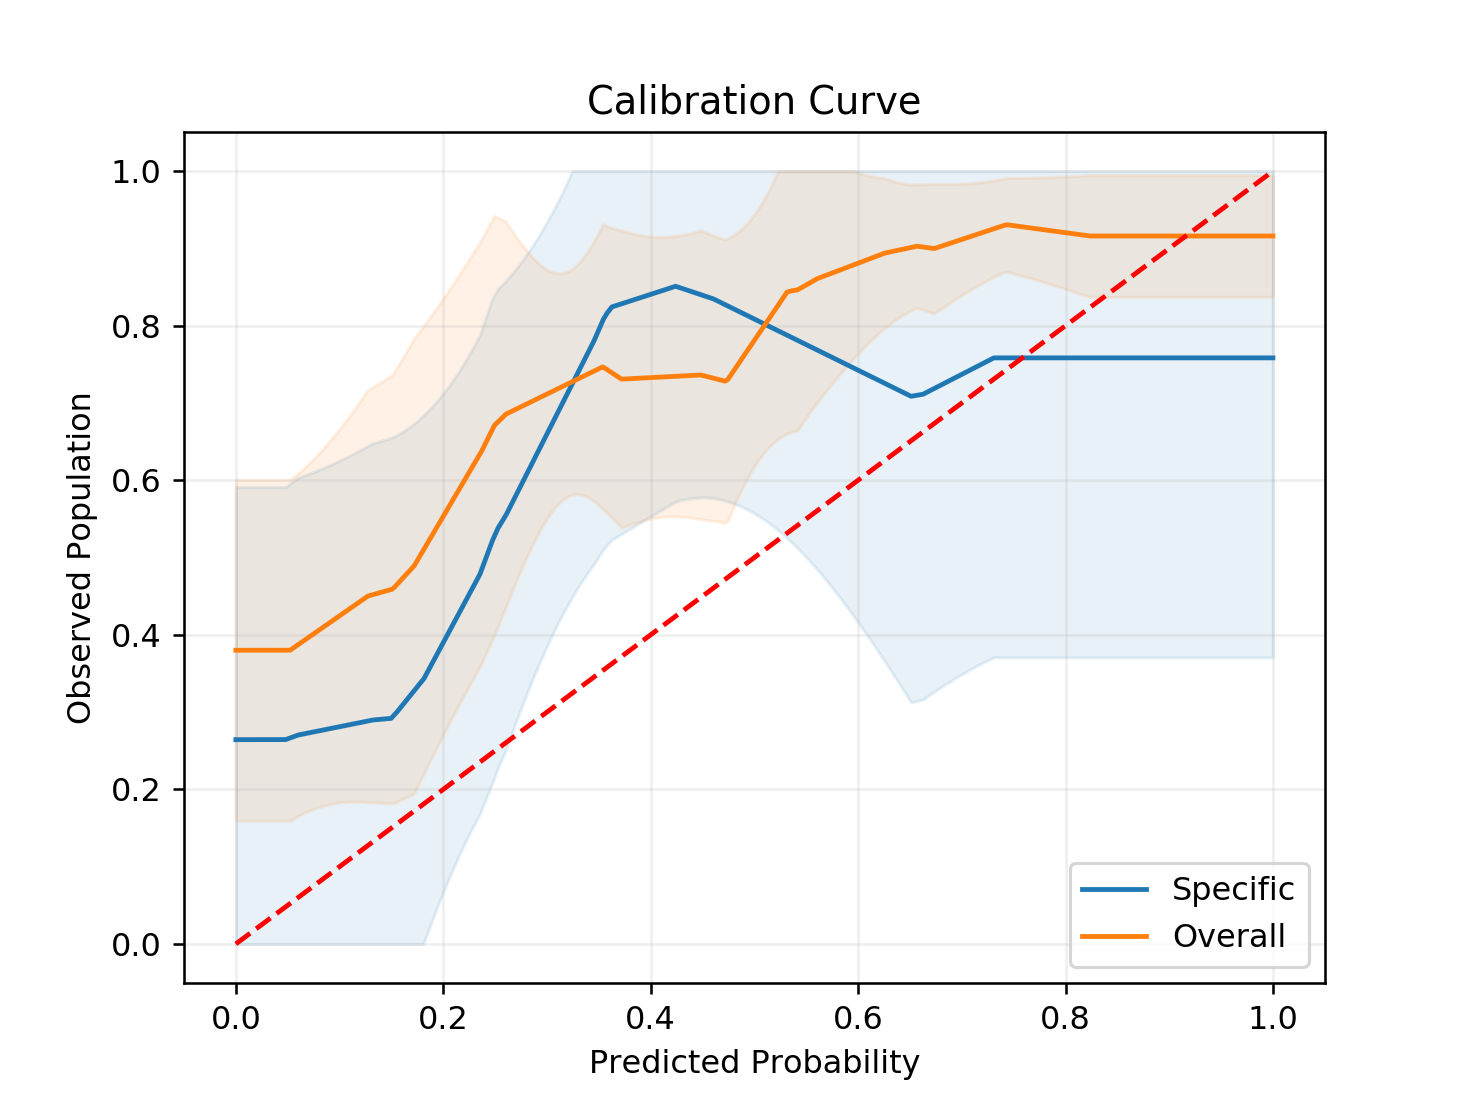 Calibration Curve
1.0
0.8
0.6
0.4
0.2
0.0
Observed Population
Specific
Overall
0.0 0.2 0.4 0.6 0.8 1.0
Predicted Probability